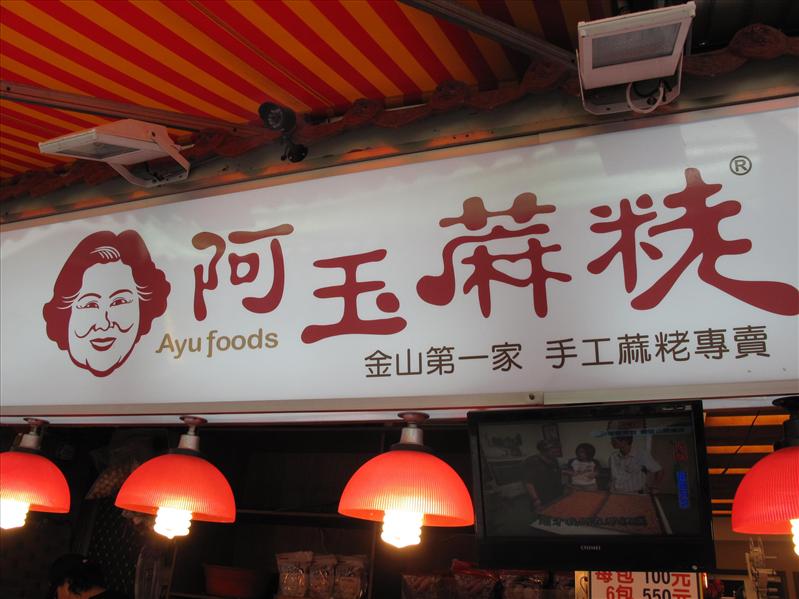 阿玉蔴粩®
Ayu foods
金山第一家 手工蔴粩專賣
CHIMEI
每包 100元
6包 550元